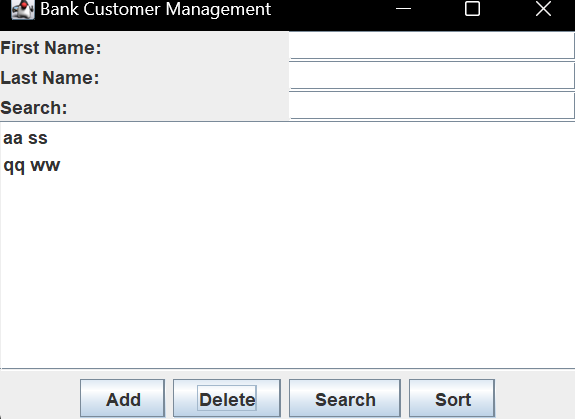 Bank Customer Management
First Name:
Last Name:
Search:
aa ss
qq ww
Add Delete Search Sort